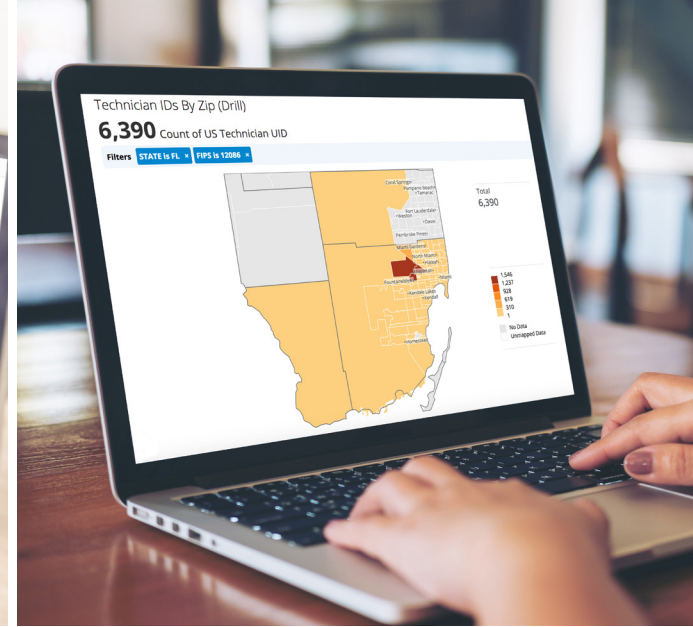 Technician IDs By Zip (Drill)
6,390 Count of US Technician UID
Filters STATE is FL × FIPS is 12086 ×
Total
6,390
Coral Springs
Pompano Beach
Tamarac
Fort Lauderdale
Weston
Davie
Pembroke Pines
Miami Gardens
North Miami
Hialeah
Miami
Kendale Lakes
Kendall
Homestead
1,546
1,237
928
619
310
1
No Data
Unmapped Data